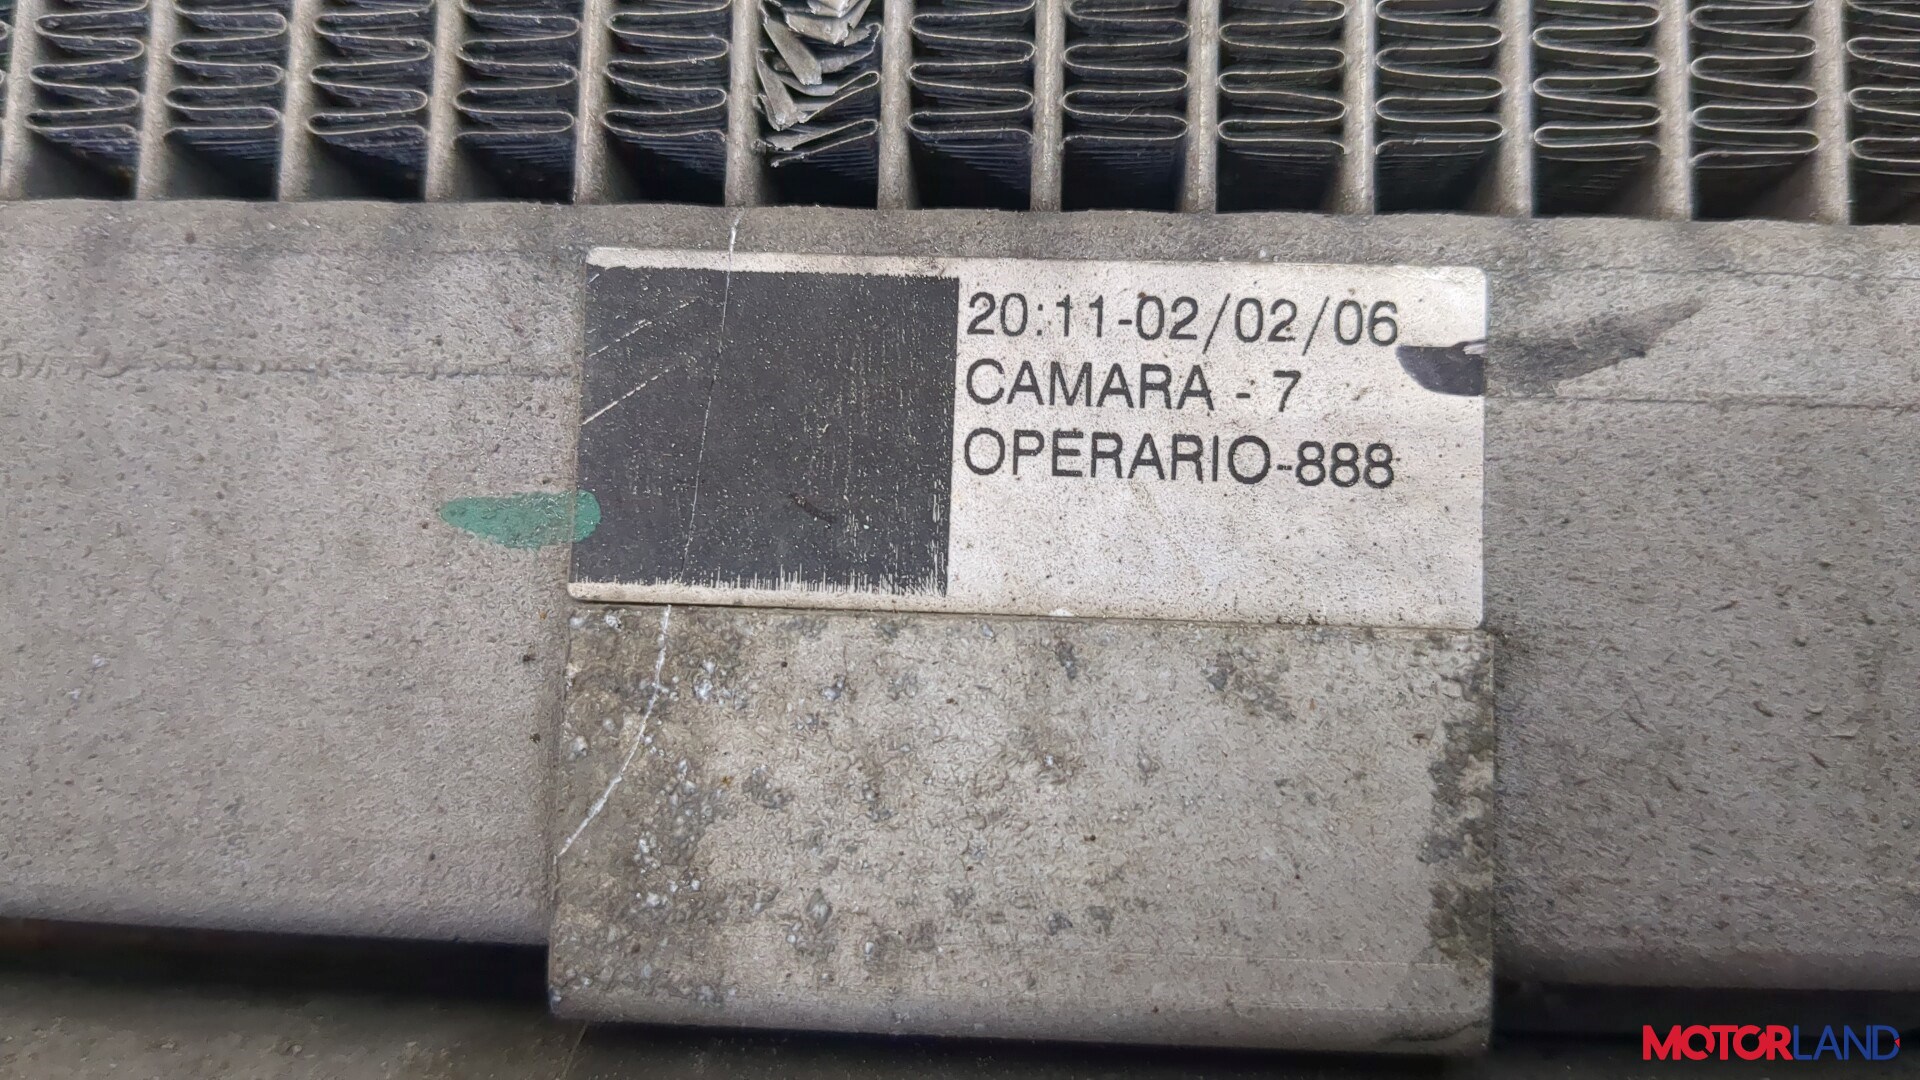 20:11-02/02/06
CAMARA - 7
OPERARIO-888
MOTORLAND